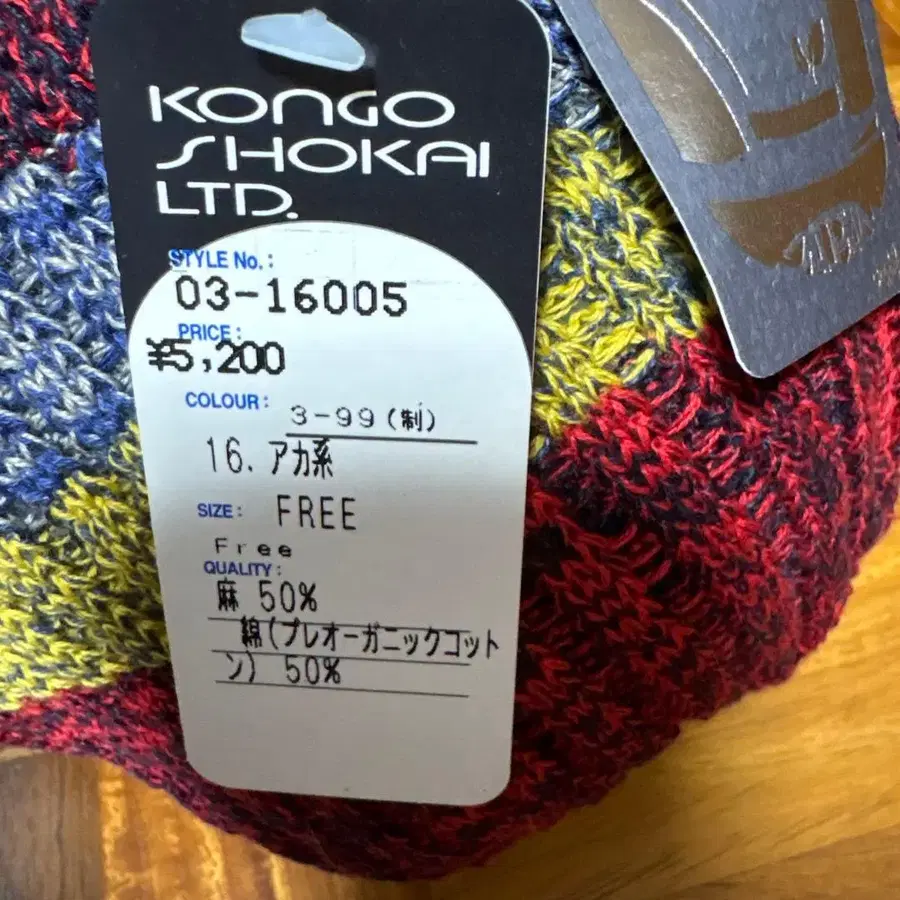 KONGO
SHOKAI
LTD.
STYLE No.:
03-16005
PRICE:
¥5,200
COLOUR:
3-99(制)
16. アカ系
SIZE: FREE
Free
QUALITY:
麻 50%
綿(プレオーガニックコット
ン) 50%